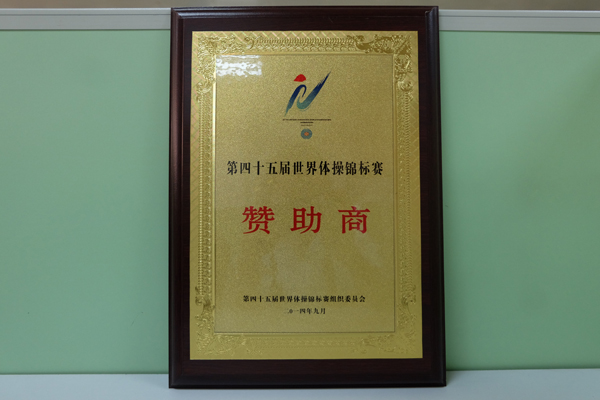 第四十五届世界体操锦标赛
赞助商
第四十五届世界体操锦标赛组织委员会
二〇一四年九月